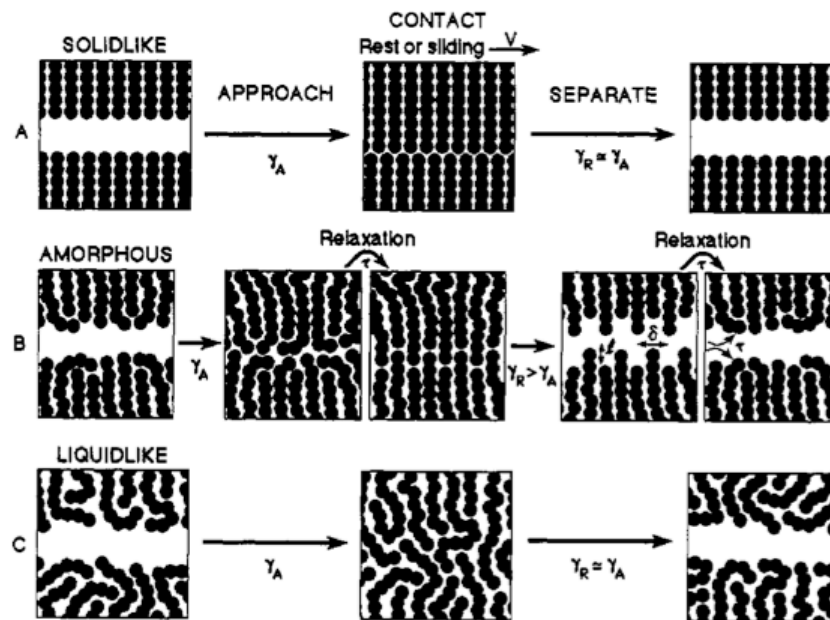 CONTACT
SOLIDLIKE
Rest or sliding V
APPROACH
SEPARATE
A
γA
γR ≃ γA
AMORPHOUS
Relaxation
τ
Relaxation
τ
B
γA
γR > γA
ℓ
δ
τ
LIQUIDLIKE
C
γA
γR ≃ γA